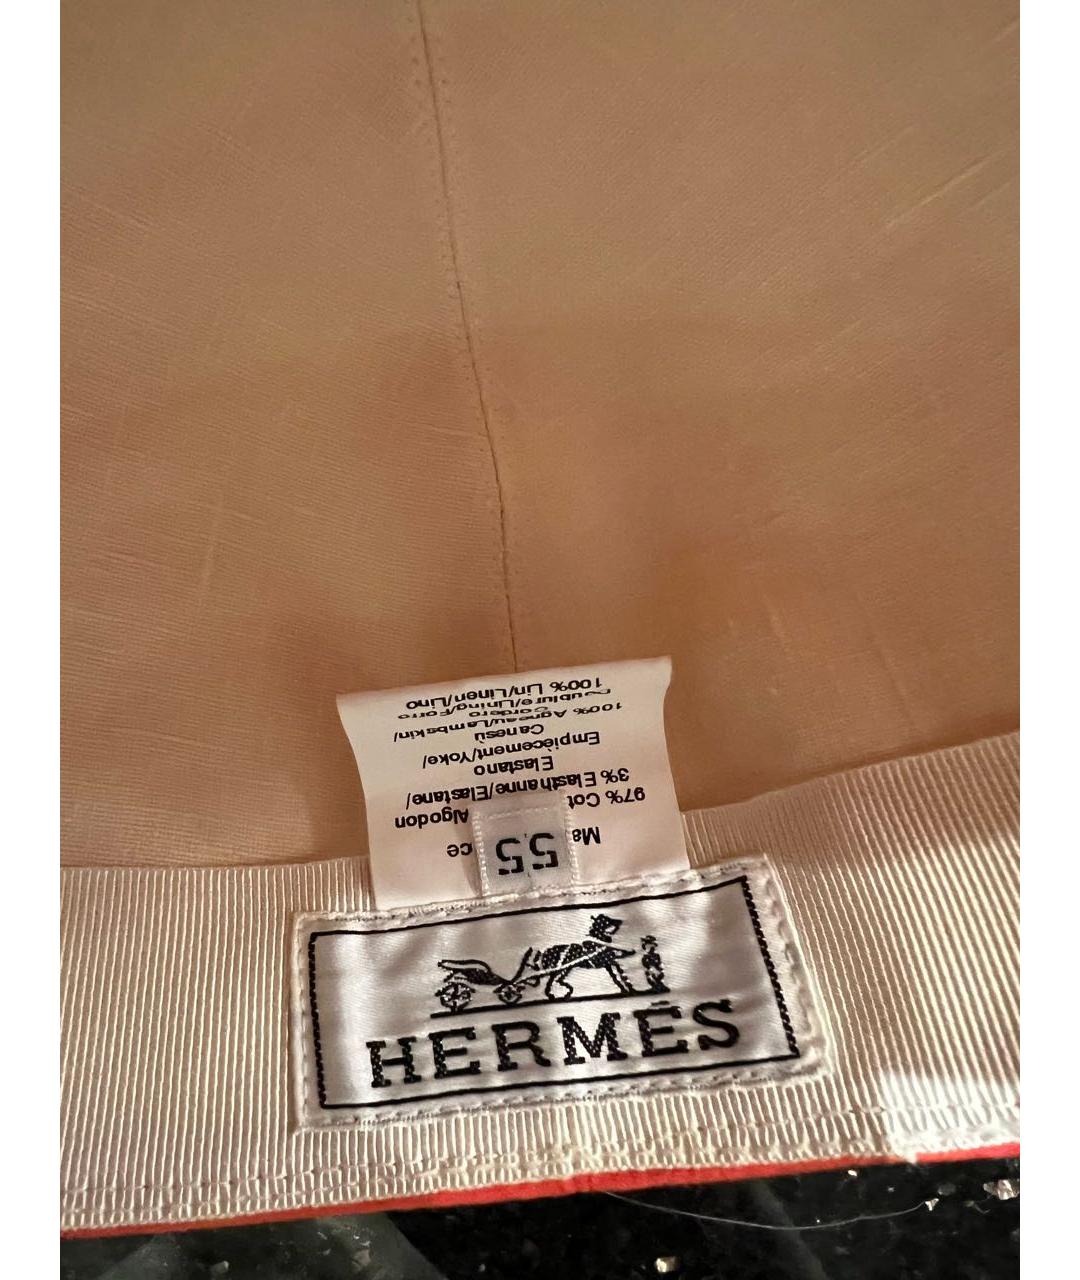 Ma ce
97% Cot Algodon
3% Elasthanne/Elastane/
Elastano
Empiècement/Yoke/
Canesù
100% Agneau/Lambskin/
Cordero
Doublure/Lining/Forro
100% Lin/Linen/Lino
55
HERMÈS